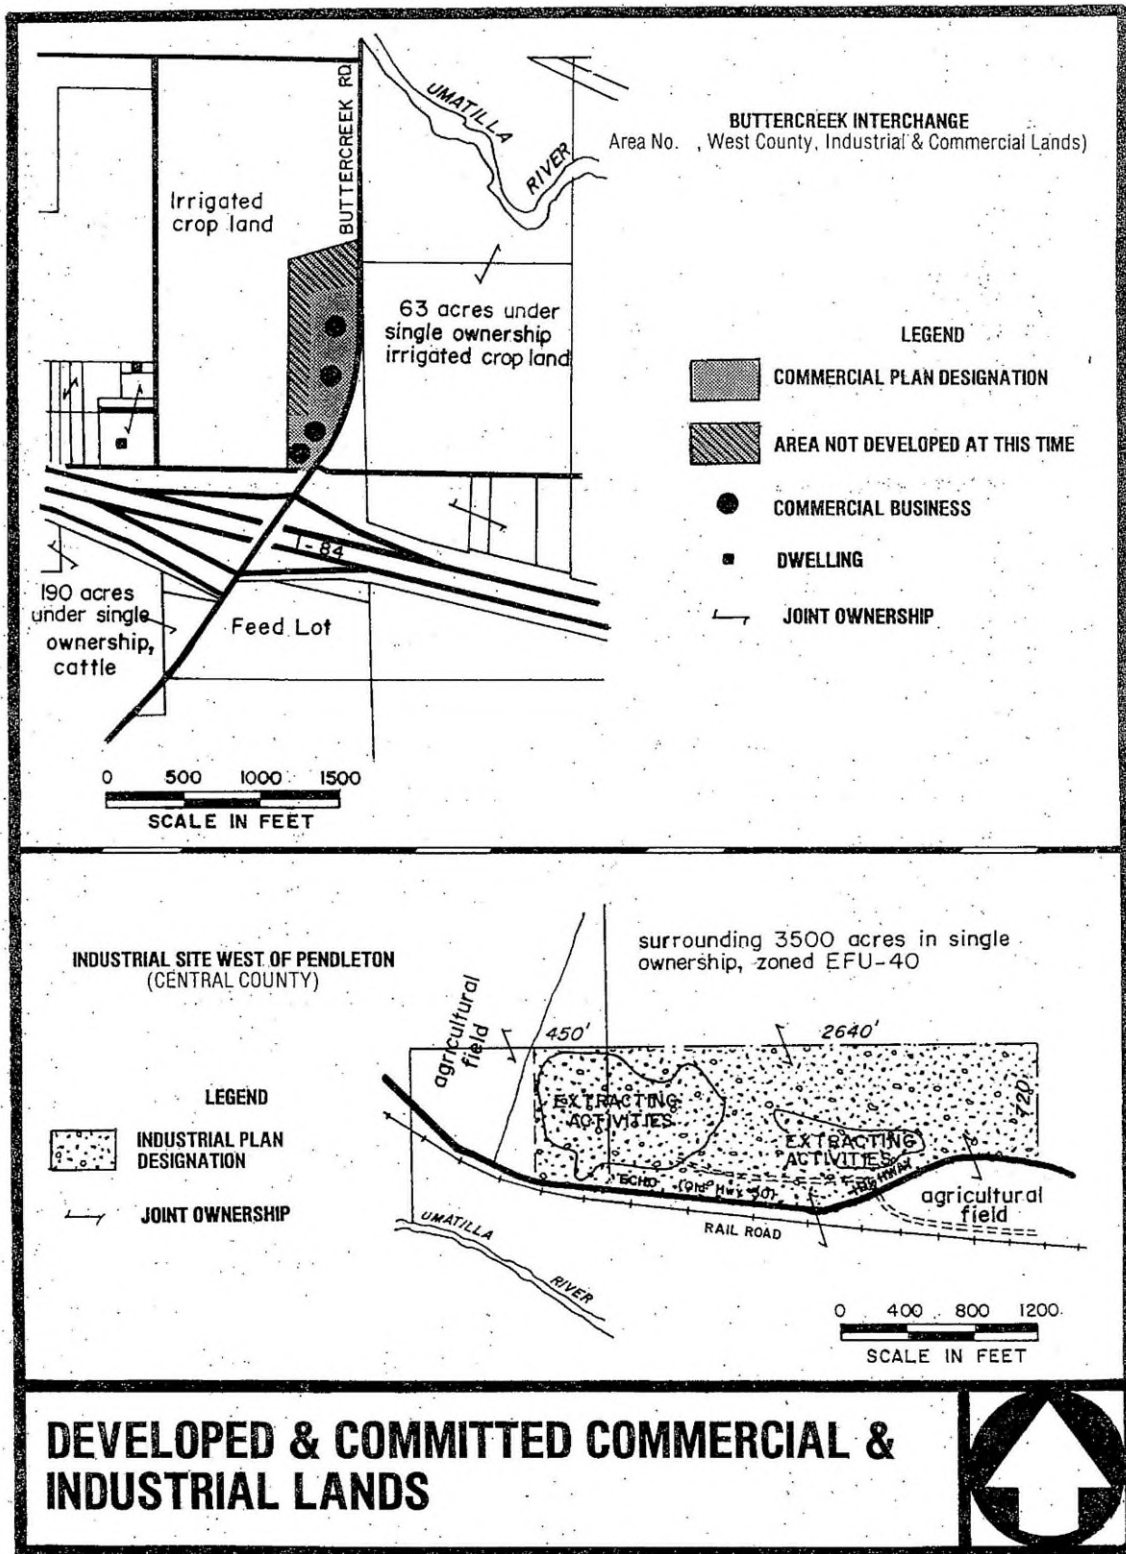 BUTTERCREEK RD.
UMATILLA
RIVER
BUTTERCREEK INTERCHANGE
Area No. , West County, Industrial & Commercial Lands)
Irrigated
crop land
63 acres under
single ownership
irrigated crop land
LEGEND
COMMERCIAL PLAN DESIGNATION
AREA NOT DEVELOPED AT THIS TIME
COMMERCIAL BUSINESS
DWELLING
JOINT OWNERSHIP
I-84
190 acres
under single
ownership,
cattle
Feed Lot
0 500 1000 1500
SCALE IN FEET
INDUSTRIAL SITE WEST OF PENDLETON
(CENTRAL COUNTY)
surrounding 3500 acres in single
ownership, zoned EFU-40
agricultural
field
450'
2640'
720'
LEGEND
INDUSTRIAL PLAN
DESIGNATION
JOINT OWNERSHIP
EXTRACTING
ACTIVITIES
EXTRACTING
ACTIVITIES
ECHO (Old Hwy 30) HIGHWAY
agricultural
field
RAIL ROAD
UMATILLA
RIVER
0 400 800 1200
SCALE IN FEET
DEVELOPED & COMMITTED COMMERCIAL &
INDUSTRIAL LANDS